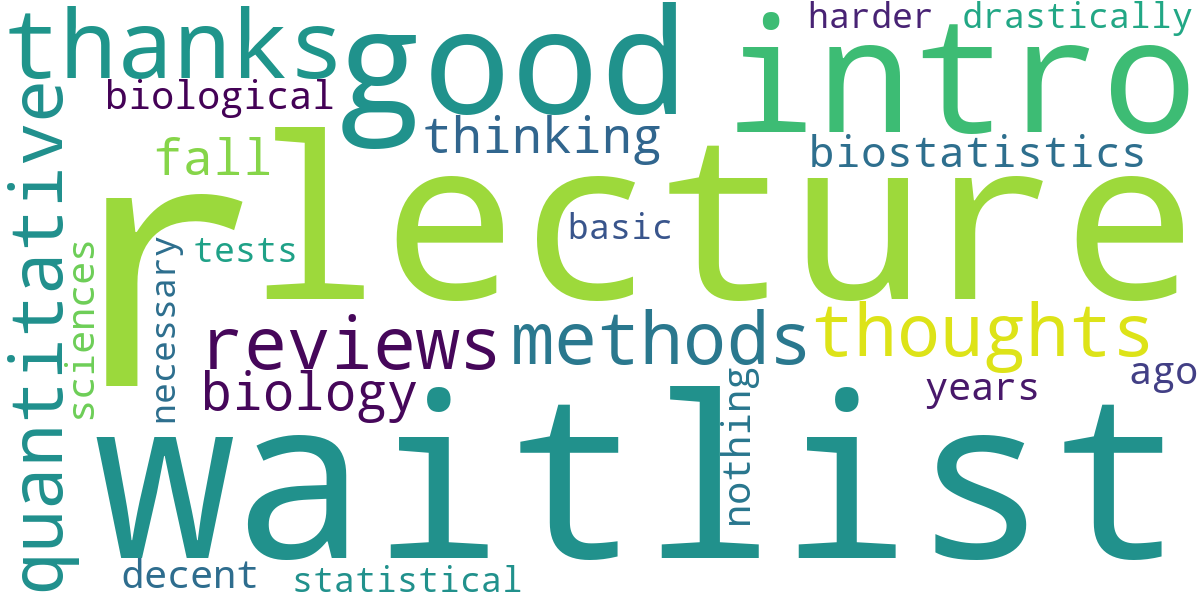 thanks
good
intro
harder
drastically
biological
thinking
biostatistics
fall
r
lecture
quantitative
sciences
necessary
tests
basic
reviews
methods
thoughts
biology
nothing
years
ago
waitlist
decent
statistical